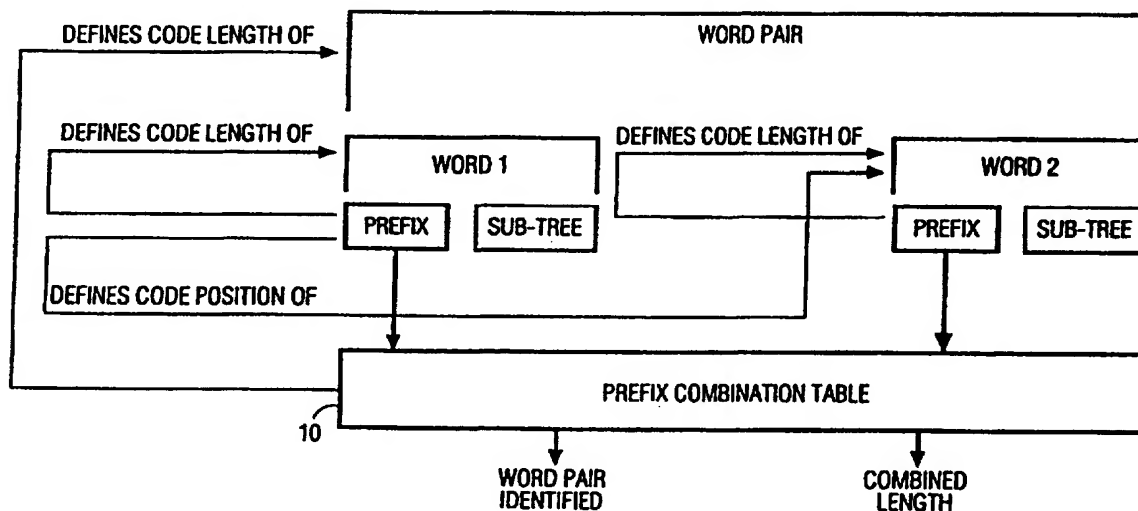 DEFINES CODE LENGTH OF
WORD PAIR
DEFINES CODE LENGTH OF
WORD 1
DEFINES CODE LENGTH OF
WORD 2
PREFIX
SUB-TREE
PREFIX
SUB-TREE
DEFINES CODE POSITION OF
PREFIX COMBINATION TABLE
10
WORD PAIR
IDENTIFIED
COMBINED
LENGTH